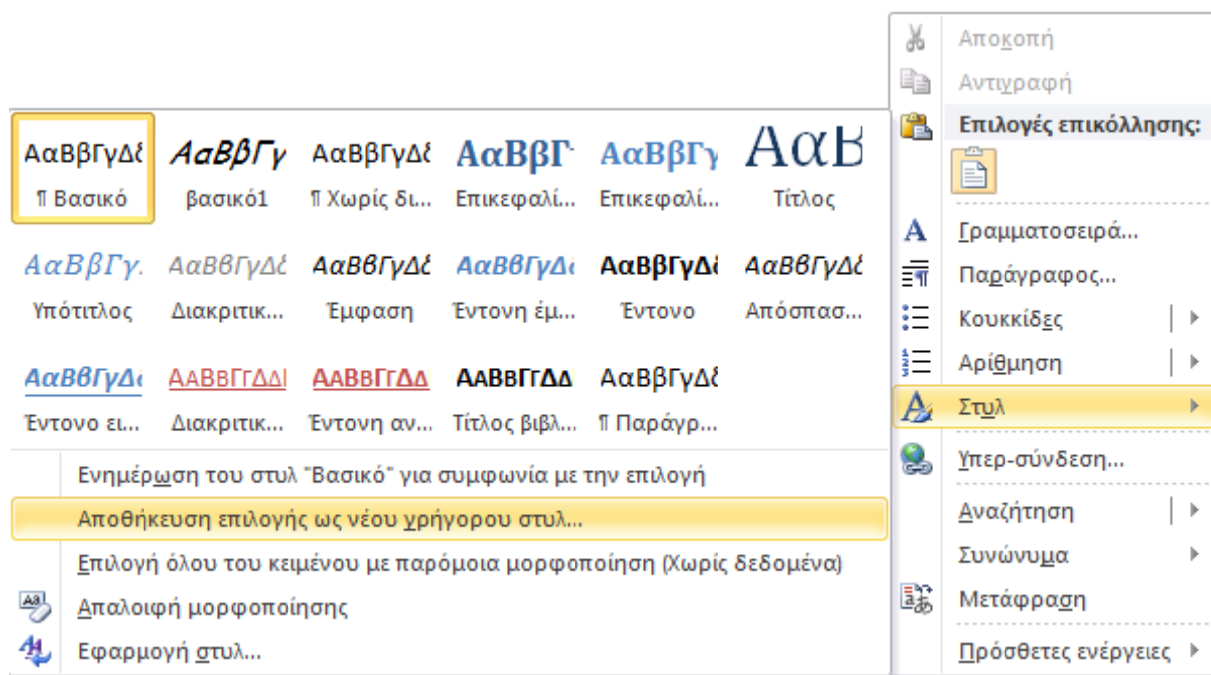 Αποκοπή
Αντιγραφή
Επιλογές επικόλλησης:
Γραμματοσειρά...
Παράγραφος...
Κουκκίδες
Αρίθμηση
Στυλ
Υπερ-σύνδεση...
Αναζήτηση
Συνώνυμα
Μετάφραση
Πρόσθετες ενέργειες
ΑαΒβΓγΔδ ΑαΒβΓγ ΑαΒβΓγΔδ ΑαΒβΓ ΑαΒβΓγ ΑαΒ
¶ Βασικό βασικό1 ¶ Χωρίς δι... Επικεφαλί... Επικεφαλί... Τίτλος
ΑαΒβΓγ ΑαΒβΓγΔδ ΑαΒβΓγΔδ ΑαΒβΓγΔδ ΑαΒβΓγΔδ ΑαΒβΓγΔδ
Υπότιτλος Διακριτικ... Έμφαση Έντονη έμ... Έντονο Απόσπασ...
ΑαΒβΓγΔδ ΑαΒβΓγΔδ ΑαΒβΓγΔδ ΑαΒβΓγΔδ ΑαΒβΓγΔδ
Έντονο ει... Διακριτικ... Έντονη αν... Τίτλος βιβλ... ¶ Παράγρ...
Ενημέρωση του στυλ "Βασικό" για συμφωνία με την επιλογή
Αποθήκευση επιλογής ως νέου γρήγορου στυλ...
Επιλογή όλου του κειμένου με παρόμοια μορφοποίηση (Χωρίς δεδομένα)
Απαλοιφή μορφοποίησης
Εφαρμογή στυλ...